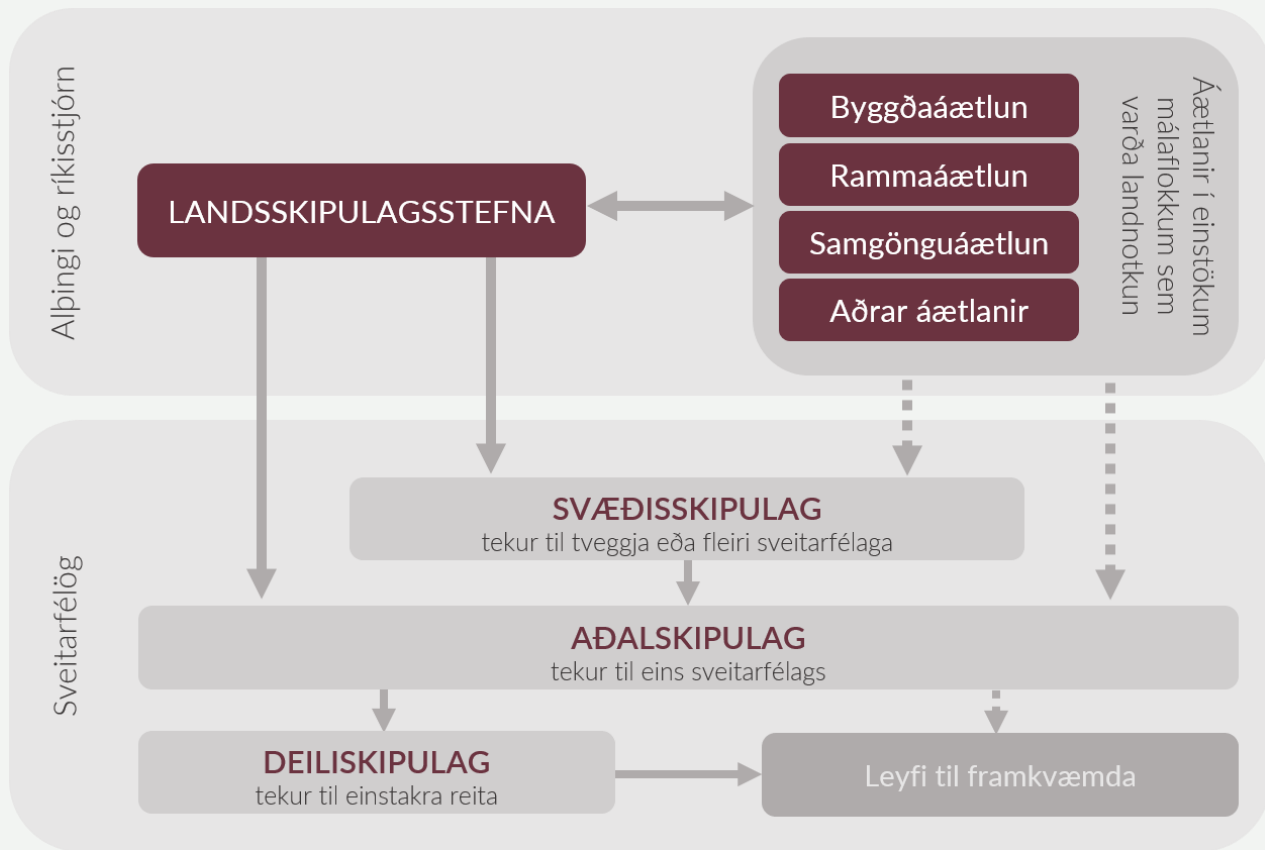 Alþingi og ríkisstjórn
LANDSSKIPULAGSSTEFNA
Byggðaáætlun
Rammaáætlun
Samgönguáætlun
Aðrar áætlanir
Áætlanir í einstökum
málaflokkum sem
varða landnotkun
Sveitarfélög
SVÆÐISSKIPULAG
tekur til tveggja eða fleiri sveitarfélaga
AÐALSKIPULAG
tekur til eins sveitarfélags
DEILISKIPULAG
tekur til einstakra reita
Leyfi til framkvæmda